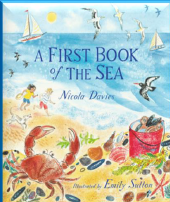 A FIRST BOOK
of THE SEA
Nicola Davies
Illustrated by Emily Sutton